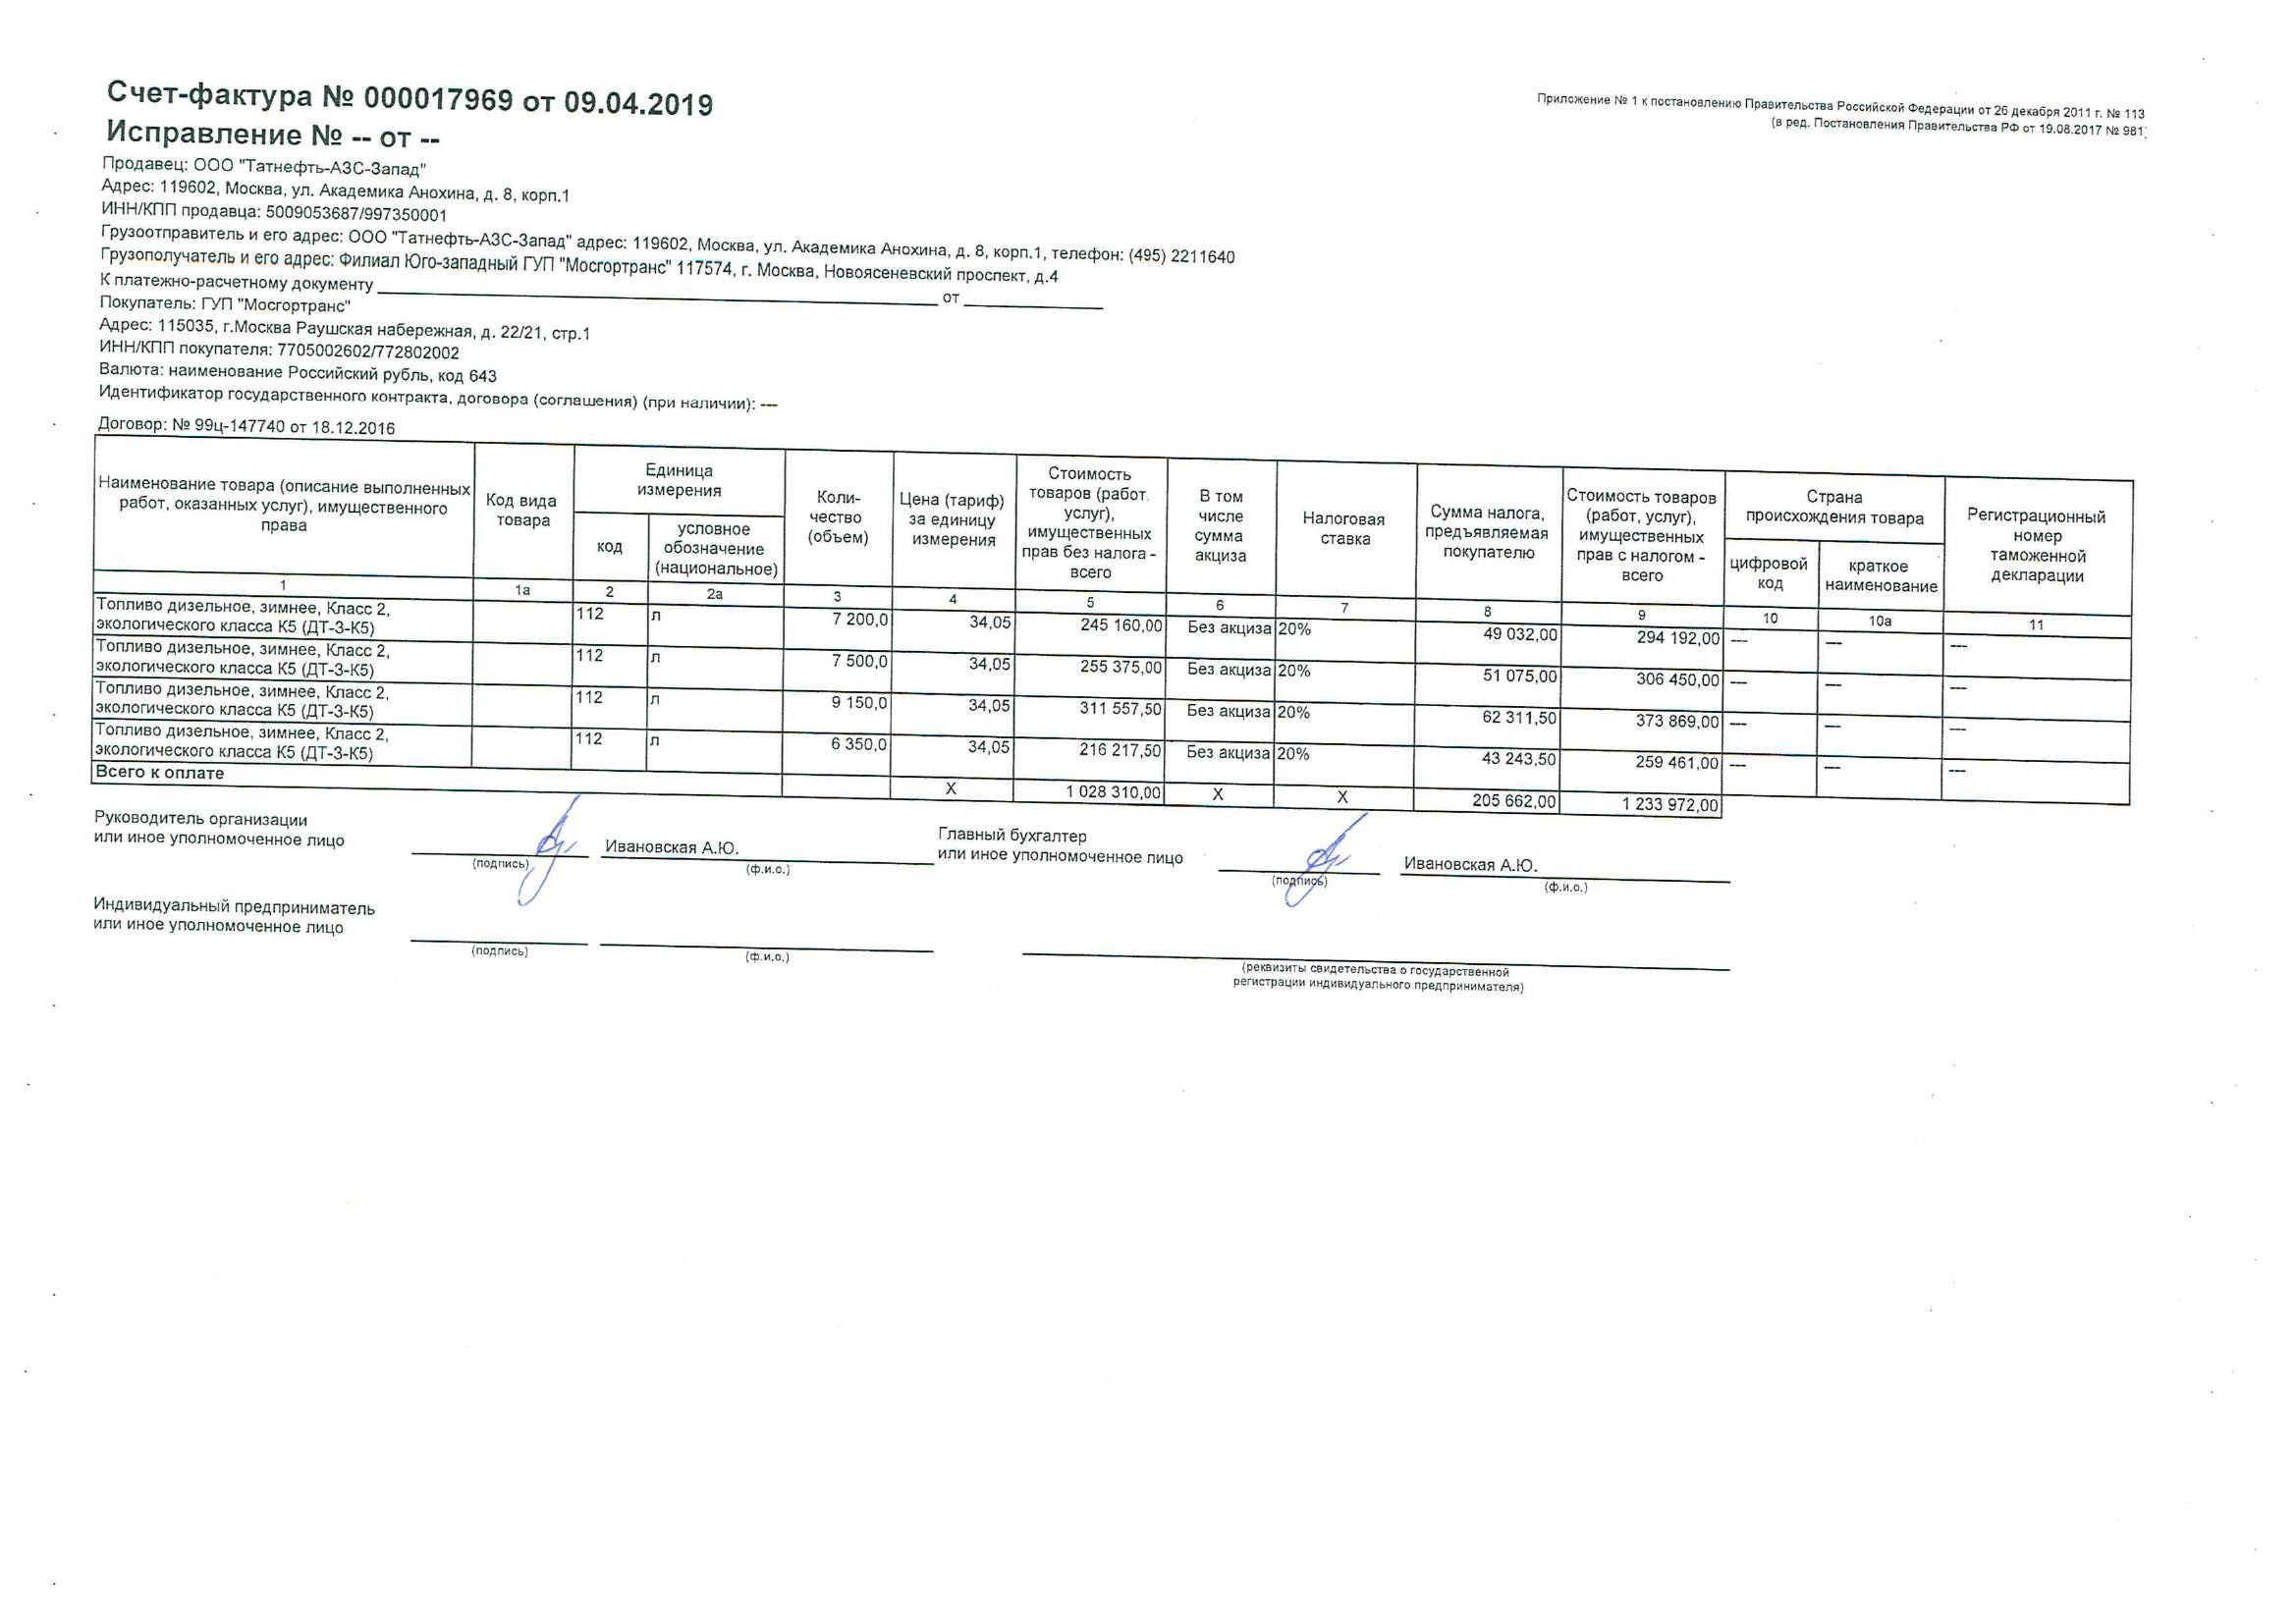 Счет-фактура № 000017969 от 09.04.2019
Исправление № -- от --
Приложение № 1 к постановлению Правительства Российской Федерации от 26 декабря 2011 г. № 113
(в ред. Постановления Правительства РФ от 19.08.2017 № 981
Продавец: ООО "Татнефть-АЗС-Запад"
Адрес: 119602, Москва, ул. Академика Анохина, д. 8, корп.1
ИНН/КПП продавца: 5009053687/997350001
Грузоотправитель и его адрес: ООО "Татнефть-АЗС-Запад" адрес: 119602, Москва, ул. Академика Анохина, д. 8, корп.1, телефон: (495) 2211640
Грузополучатель и его адрес: Филиал Юго-западный ГУП "Мосгортранс" 117574, г. Москва, Новоясеневский проспект, д.4
К платежно-расчетному документу от
Покупатель: ГУП "Мосгортранс"
Адрес: 115035, г.Москва Раушская набережная, д. 22/21, стр.1
ИНН/КПП покупателя: 7705002602/772802002
Валюта: наименование Российский рубль, код 643
Идентификатор государственного контракта, договора (соглашения) (при наличии): ---
Договор: № 99ц-147740 от 18.12.2016
Наименование товара (описание выполненных
работ, оказанных услуг), имущественного
права
Код вида
товара
Единица
измерения
код
условное
обозначение
(национальное)
Коли-
чество
(объем)
Цена (тариф)
за единицу
измерения
Стоимость
товаров (работ,
услуг),
имущественных
прав без налога -
всего
В том
числе
сумма
акциза
Налоговая
ставка
Сумма налога,
предъявляемая
покупателю
Стоимость товаров
(работ, услуг),
имущественных
прав с налогом -
всего
Страна
происхождения товара
цифровой
код
краткое
наименование
Регистрационный
номер
таможенной
декларации
1 1а 2 2а 3 4 5 6 7 8 9 10 10а 11
Топливо дизельное, зимнее, Класс 2,
экологического класса К5 (ДТ-З-К5)
112 л 7 200,0 34,05 245 160,00 Без акциза 20% 49 032,00 294 192,00 --- --- ---
Топливо дизельное, зимнее, Класс 2,
экологического класса К5 (ДТ-З-К5)
112 л 7 500,0 34,05 255 375,00 Без акциза 20% 51 075,00 306 450,00 --- --- ---
Топливо дизельное, зимнее, Класс 2,
экологического класса К5 (ДТ-З-К5)
112 л 9 150,0 34,05 311 557,50 Без акциза 20% 62 311,50 373 869,00 --- --- ---
Топливо дизельное, зимнее, Класс 2,
экологического класса К5 (ДТ-З-К5)
112 л 6 350,0 34,05 216 217,50 Без акциза 20% 43 243,50 259 461,00 --- --- ---
Всего к оплате X 1 028 310,00 X X 205 662,00 1 233 972,00
Руководитель организации
или иное уполномоченное лицо
Ивановская А.Ю.
(подпись) (ф.и.о.)
Главный бухгалтер
или иное уполномоченное лицо
Ивановская А.Ю.
(подпись) (ф.и.о.)
Индивидуальный предприниматель
или иное уполномоченное лицо
(подпись) (ф.и.о.)
(реквизиты свидетельства о государственной
регистрации индивидуального предпринимателя)